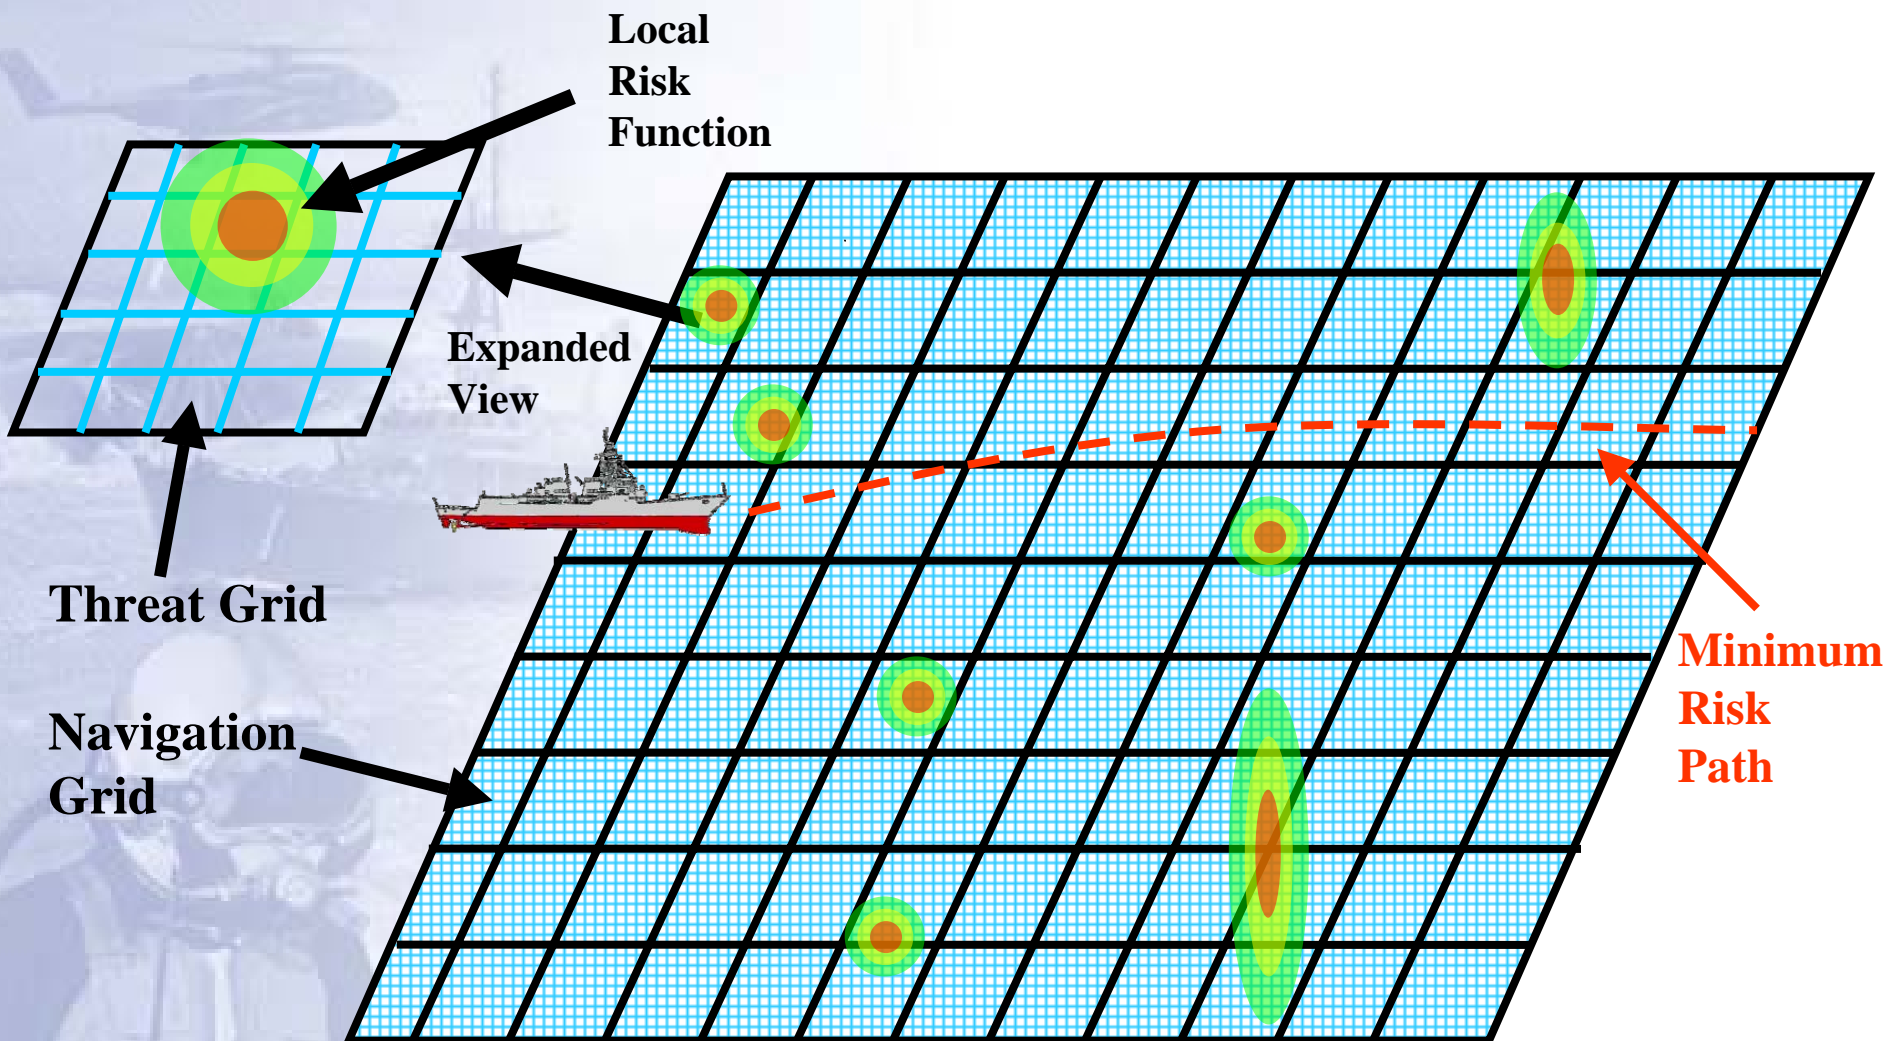 Local
Risk
Function
Expanded
View
Threat Grid
Navigation
Grid
Minimum
Risk
Path